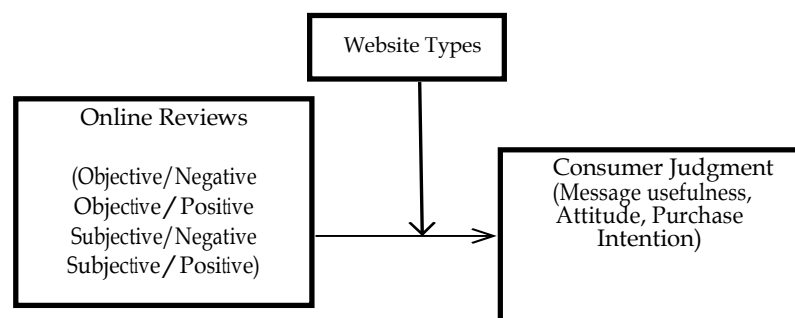 Website Types
Online Reviews
(Objective/Negative
Objective/Positive
Subjective/Negative
Subjective/Positive)
Consumer Judgment
(Message usefulness,
Attitude, Purchase
Intention)